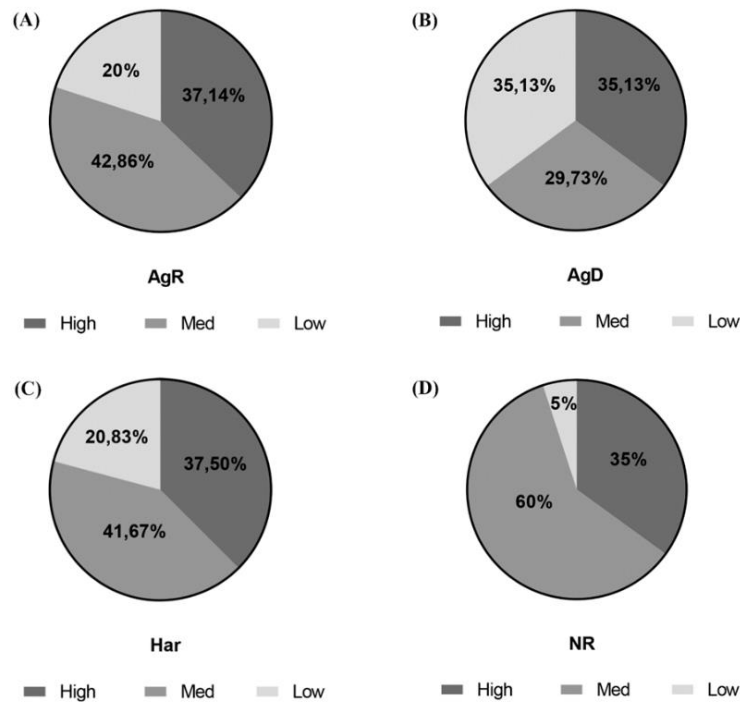 (A)
20%
37,14%
42,86%
AgR
High Med Low
(B)
35,13%
35,13%
29,73%
AgD
High Med Low
(C)
20,83%
37,50%
41,67%
Har
High Med Low
(D)
5%
35%
60%
NR
High Med Low